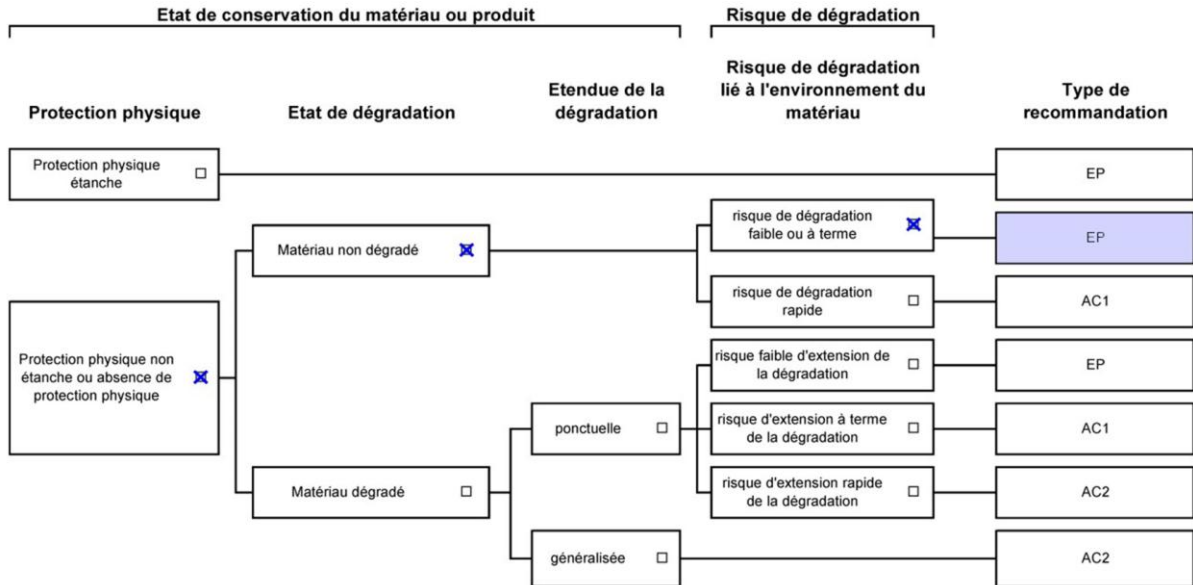 Etat de conservation du matériau ou produit
Risque de dégradation
Protection physique
Etat de dégradation
Etendue de la
dégradation
Risque de dégradation
lié à l'environnement du
matériau
Type de
recommandation
Protection physique
étanche
EP
risque de dégradation
faible ou à terme
EP
Matériau non dégradé
risque de dégradation
rapide
AC1
Protection physique non
étanche ou absence de
protection physique
risque faible d'extension de
la dégradation
EP
ponctuelle
risque d'extension à terme
de la dégradation
AC1
Matériau dégradé
risque d'extension rapide
de la dégradation
AC2
généralisée
AC2